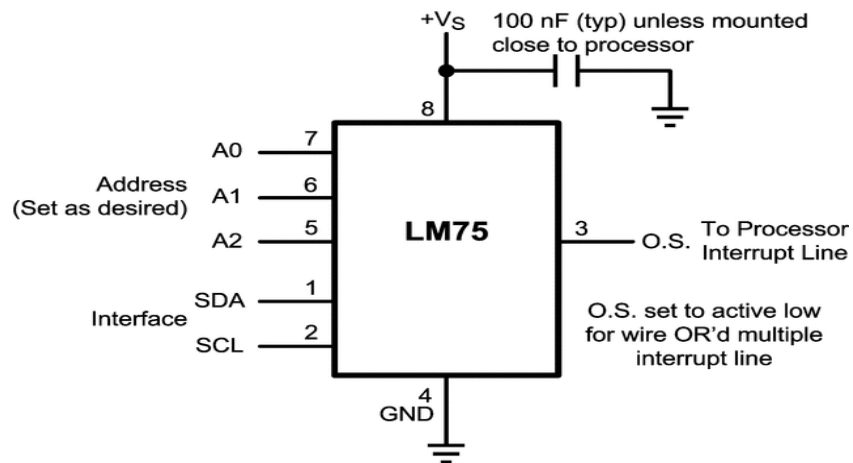 +VS
100 nF (typ) unless mounted
close to processor
8
A0
7
Address
(Set as desired)
A1
6
A2
5
LM75
3
O.S.
To Processor
Interrupt Line
SDA
1
Interface
SCL
2
O.S. set to active low
for wire OR'd multiple
interrupt line
4
GND